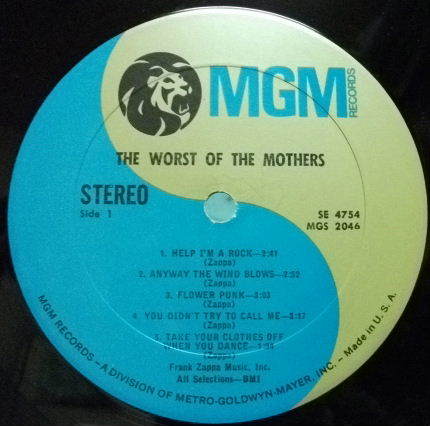 MGM
RECORDS
THE WORST OF THE MOTHERS
STEREO
Side 1
SE 4754
MGS 2046
1. HELP I'M A ROCK—2:41
(Zappa)
2. ANYWAY THE WIND BLOWS—2:52
(Zappa)
3. FLOWER PUNK—3:03
(Zappa)
4. YOU DIDN'T TRY TO CALL ME—3:17
(Zappa)
5. TAKE YOUR CLOTHES OFF
WHEN YOU DANCE—1:34
(Zappa)
Frank Zappa Music, Inc.
All Selections—BMI
MGM RECORDS – A DIVISION OF METRO-GOLDWYN-MAYER, INC. – Made in U. S. A.